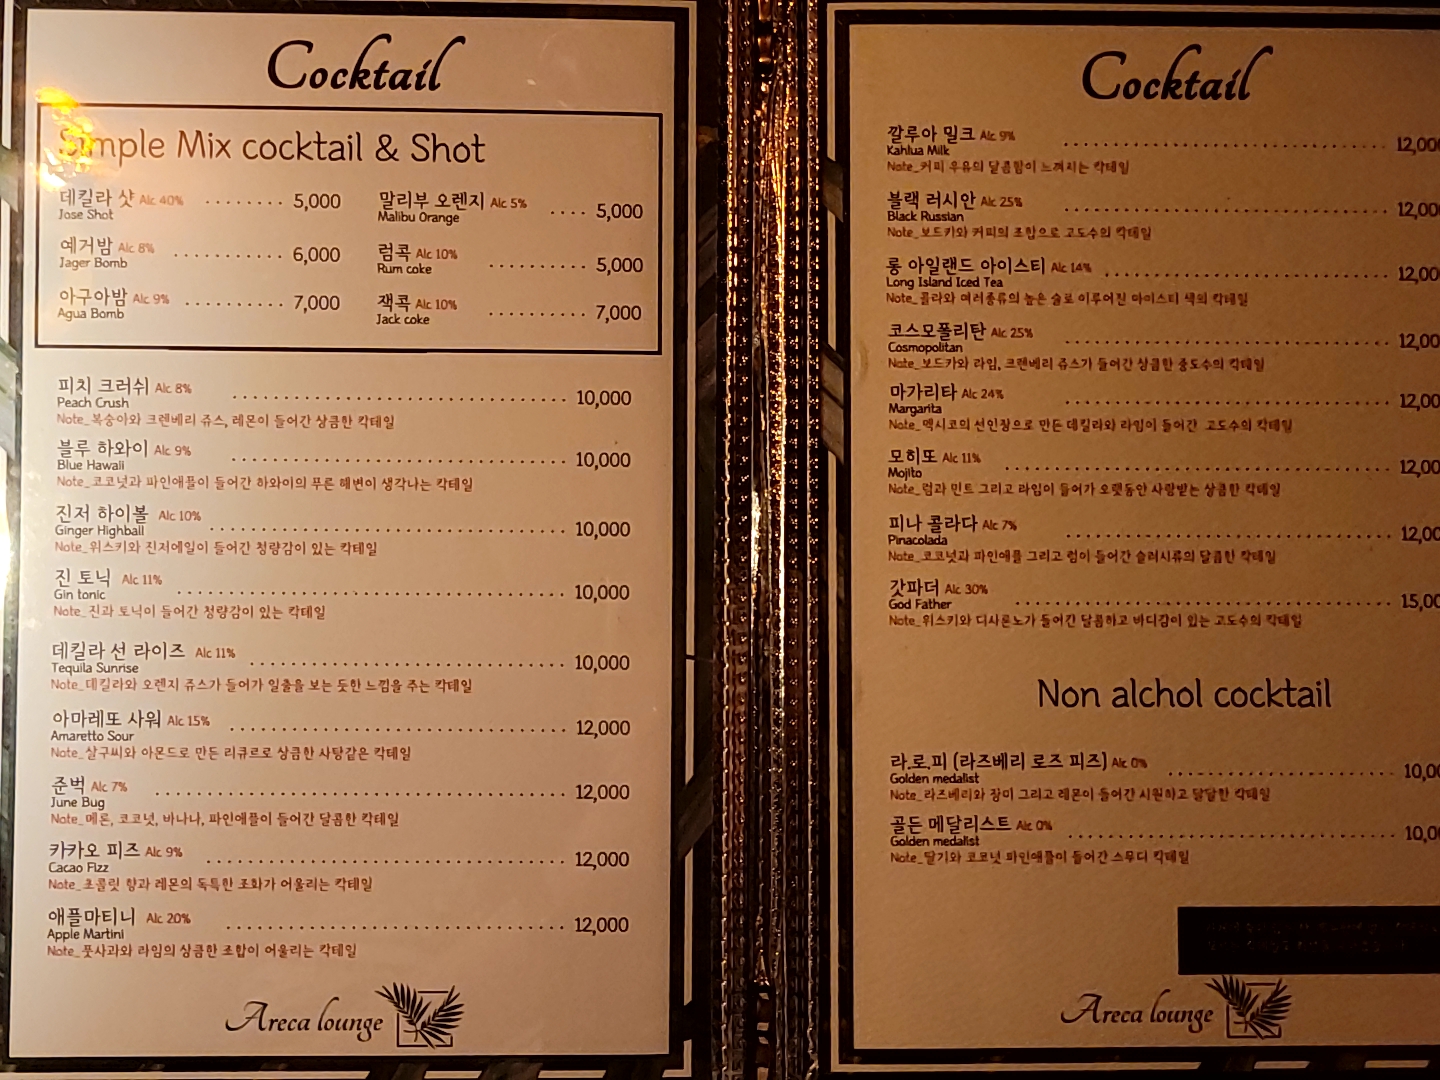 Cocktail
Simple Mix cocktail & Shot
데킬라 샷 Alc 40% ........ 5,000
Jose Shot
예거밤 Alc 8% ........... 6,000
Jager Bomb
아구아밤 Alc 9% .......... 7,000
Agua Bomb
말리부 오렌지 Alc 5% .... 5,000
Malibu Orange
럼콕 Alc 10% .......... 5,000
Rum coke
잭콕 Alc 10% .......... 7,000
Jack coke
피치 크러쉬 Alc 8% .......... 10,000
Peach Crush
Note_복숭아와 크렌베리 쥬스, 레몬이 들어간 상큼한 칵테일
블루 하와이 Alc 9% .......... 10,000
Blue Hawaii
Note_코코넛과 파인애플이 들어간 하와이의 푸른 해변이 생각나는 칵테일
진저 하이볼 Alc 10% .......... 10,000
Ginger Highball
Note_위스키와 진저에일이 들어간 청량감이 있는 칵테일
진 토닉 Alc 11% .......... 10,000
Gin tonic
Note_진과 토닉이 들어간 청량감이 있는 칵테일
데킬라 선 라이즈 Alc 11% .......... 10,000
Tequila Sunrise
Note_데킬라와 오렌지 쥬스가 들어가 일출을 보는 듯한 느낌을 주는 칵테일
아마레또 사워 Alc 15% .......... 12,000
Amaretto Sour
Note_살구씨와 아몬드로 만든 리큐르로 상큼한 사탕같은 칵테일
준벅 Alc 7% .......... 12,000
June Bug
Note_메론, 코코넛, 바나나, 파인애플이 들어간 달콤한 칵테일
카카오 피즈 Alc 9% .......... 12,000
Cacao Fizz
Note_초콜릿 향과 레몬의 독특한 조화가 어울리는 칵테일
애플마티니 Alc 20% .......... 12,000
Apple Martini
Note_풋사과와 라임의 상큼한 조합이 어울리는 칵테일
Areca lounge
Cocktail
깔루아 밀크 Alc 9% .......... 12,000
Kahlua Milk
Note_커피 우유의 달콤함이 느껴지는 칵테일
블랙 러시안 Alc 25% .......... 12,00
Black Russian
Note_보드카와 커피의 조합으로 고도수의 칵테일
롱 아일랜드 아이스티 Alc 14% .......... 12,00
Long Island Iced Tea
Note_콜라와 여러종류의 높은 술로 이루어진 아이스티 색의 칵테일
코스모폴리탄 Alc 25% .......... 12,00
Cosmopolitan
Note_보드카와 라임, 크렌베리 쥬스가 들어간 상큼한 중도수의 칵테일
마가리타 Alc 24% .......... 12,00
Margarita
Note_멕시코의 선인장으로 만든 데킬라와 라임이 들어간 고도수의 칵테일
모히또 Alc 11% .......... 12,00
Mojito
Note_럼과 민트 그리고 라임이 들어가 오랫동안 사랑받는 상큼한 칵테일
피나 콜라다 Alc 7% .......... 12,00
Pinacolada
Note_코코넛과 파인애플 그리고 럼이 들어간 슬러시류의 달콤한 칵테일
갓파더 Alc 30% .......... 15,00
God Father
Note_위스키와 디사론노가 들어간 달콤하고 바디감이 있는 고도수의 칵테일
Non alchol cocktail
라.로.피 (라즈베리 로즈 피즈) Alc 0% .......... 10,0
Golden medalist
Note_라즈베리와 장미 그리고 레몬이 들어간 시원하고 달달한 칵테일
골든 메달리스트 Alc 0% .......... 10,0
Golden medalist
Note_딸기와 코코넛 파인애플이 들어간 스무디 칵테일
Areca lounge